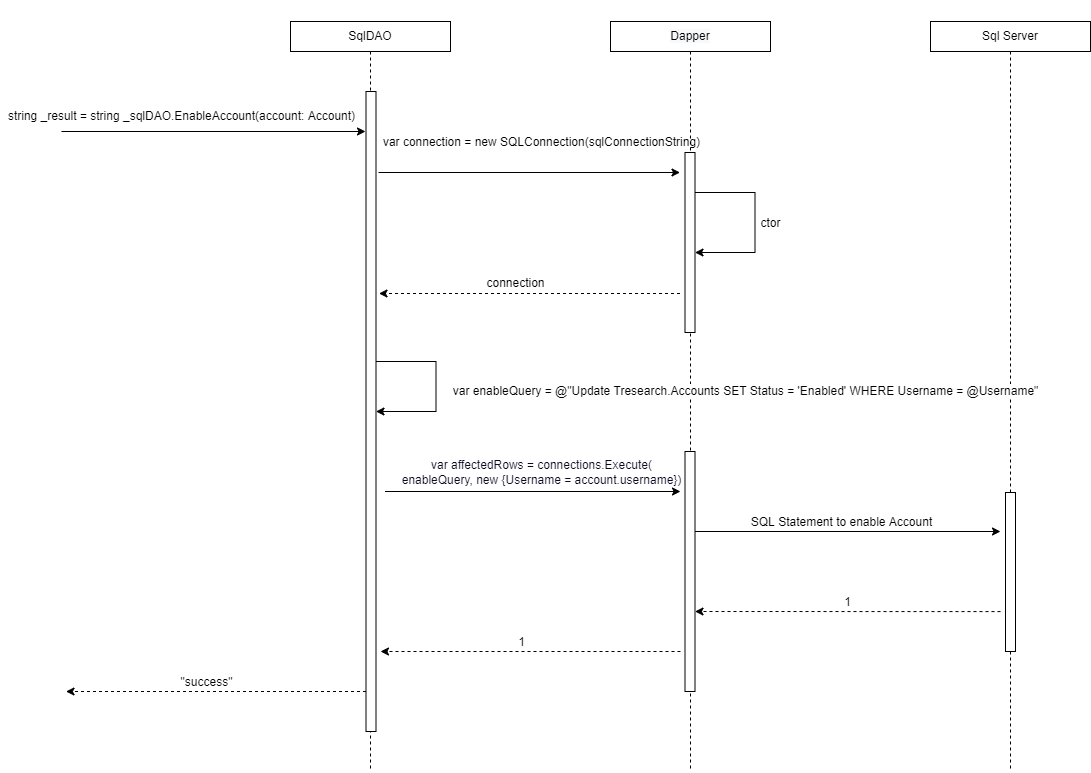 SqlDAO
Dapper
Sql Server
string _result = string _sqlDAO.EnableAccount(account: Account)
var connection = new SQLConnection(sqlConnectionString)
ctor
connection
var enableQuery = @"Update Tresearch.Accounts SET Status = 'Enabled' WHERE Username = @Username"
var affectedRows = connections.Execute(
enableQuery, new {Username = account.username})
SQL Statement to enable Account
1
1
"success"